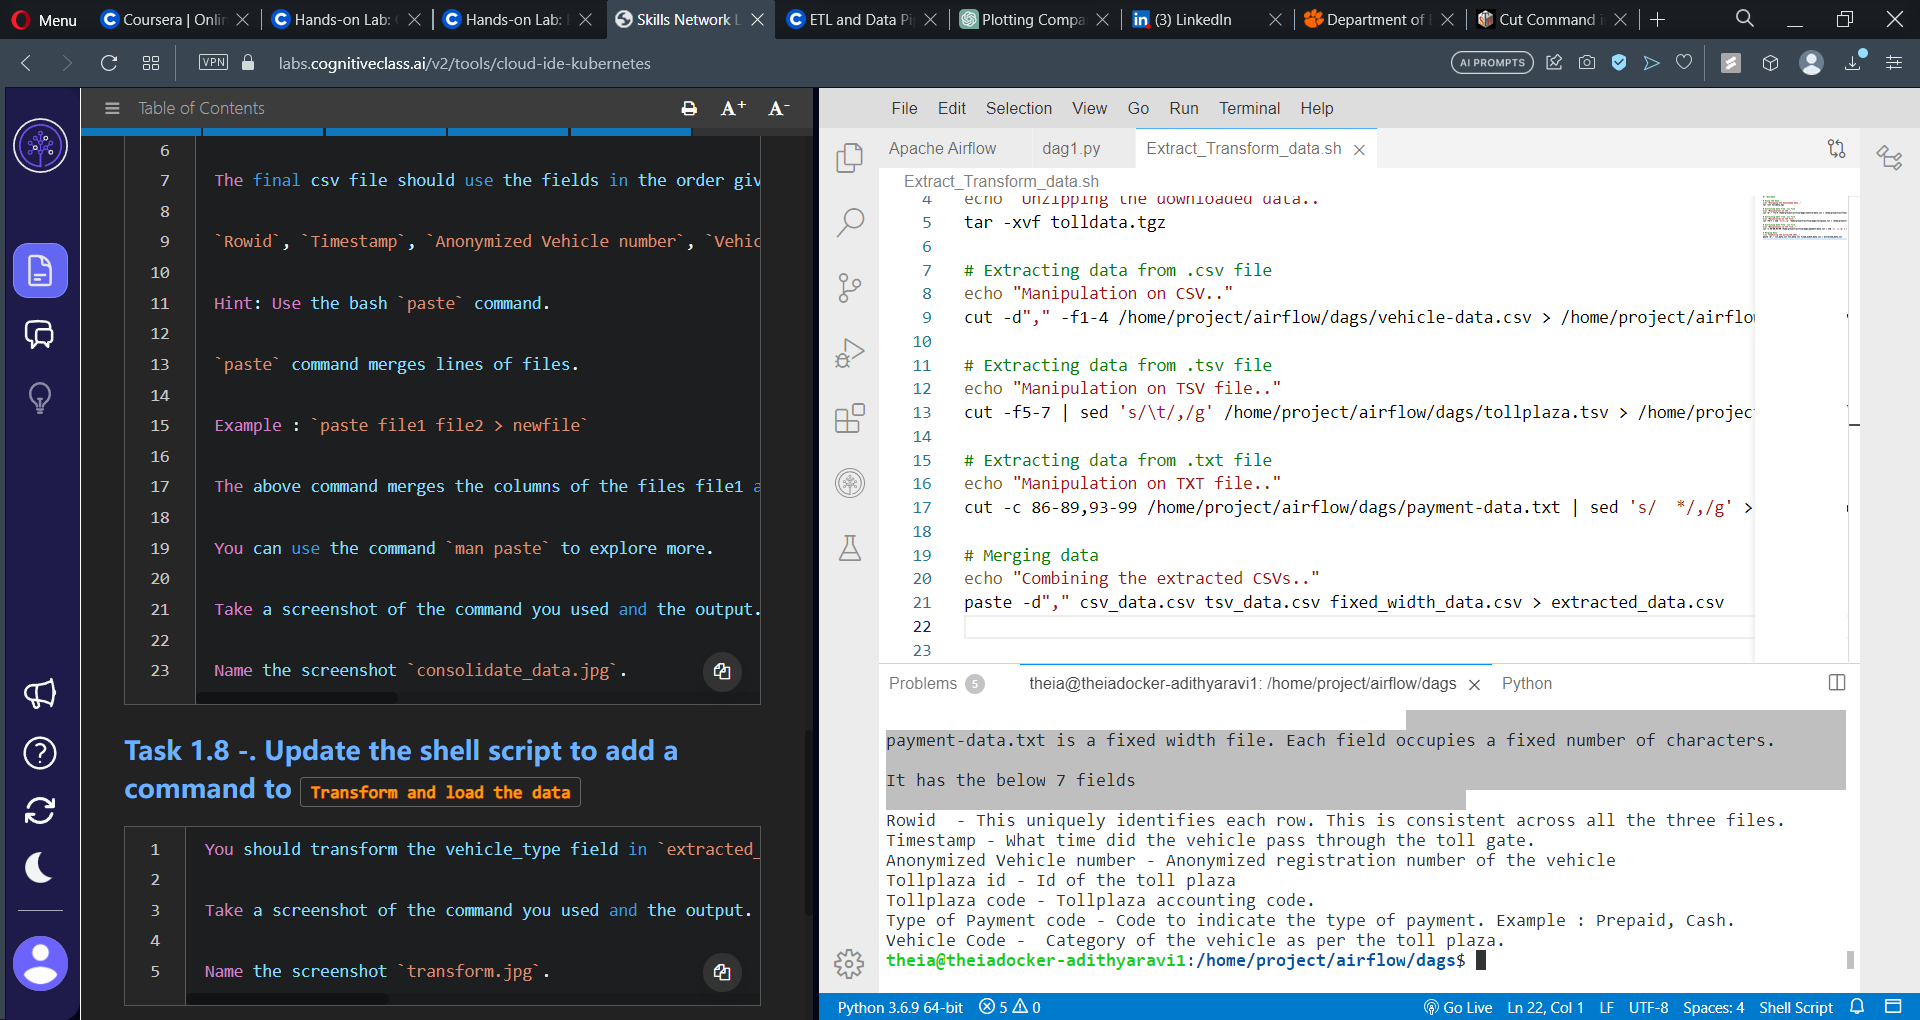 Menu
Coursera | Onlin
Hands-on Lab:
Hands-on Lab:
Skills Network L
ETL and Data Pi
Plotting Compa
(3) LinkedIn
Department of
Cut Command i
VPN
labs.cognitiveclass.ai/v2/tools/cloud-ide-kubernetes
AI PROMPTS
Table of Contents
A+
A-
6
7 The final csv file should use the fields in the order giv
8
9 `Rowid`, `Timestamp`, `Anonymized Vehicle number`, `Vehic
10
11 Hint: Use the bash `paste` command.
12
13 `paste` command merges lines of files.
14
15 Example : `paste file1 file2 > newfile`
16
17 The above command merges the columns of the files file1 a
18
19 You can use the command `man paste` to explore more.
20
21 Take a screenshot of the command you used and the output.
22
23 Name the screenshot `consolidate_data.jpg`.
Task 1.8 -. Update the shell script to add a
command to Transform and load the data
1 You should transform the vehicle_type field in `extracted_
2
3 Take a screenshot of the command you used and the output.
4
5 Name the screenshot `transform.jpg`.
File Edit Selection View Go Run Terminal Help
Apache Airflow
dag1.py
Extract_Transform_data.sh
Extract_Transform_data.sh
4 echo "Unzipping the downloaded data..
5 tar -xvf tolldata.tgz
6
7 # Extracting data from .csv file
8 echo "Manipulation on CSV.."
9 cut -d"," -f1-4 /home/project/airflow/dags/vehicle-data.csv > /home/project/airflo
10
11 # Extracting data from .tsv file
12 echo "Manipulation on TSV file.."
13 cut -f5-7 | sed 's/\t/,/g' /home/project/airflow/dags/tollplaza.tsv > /home/projec
14
15 # Extracting data from .txt file
16 echo "Manipulation on TXT file.."
17 cut -c 86-89,93-99 /home/project/airflow/dags/payment-data.txt | sed 's/  */,/g' >
18
19 # Merging data
20 echo "Combining the extracted CSVs.."
21 paste -d"," csv_data.csv tsv_data.csv fixed_width_data.csv > extracted_data.csv
22
23
Problems 5
theia@theiadocker-adithyaravi1: /home/project/airflow/dags
Python
payment-data.txt is a fixed width file. Each field occupies a fixed number of characters.
It has the below 7 fields
Rowid  - This uniquely identifies each row. This is consistent across all the three files.
Timestamp - What time did the vehicle pass through the toll gate.
Anonymized Vehicle number - Anonymized registration number of the vehicle
Tollplaza id - Id of the toll plaza
Tollplaza code - Tollplaza accounting code.
Type of Payment code - Code to indicate the type of payment. Example : Prepaid, Cash.
Vehicle Code -  Category of the vehicle as per the toll plaza.
theia@theiadocker-adithyaravi1:/home/project/airflow/dags$
Python 3.6.9 64-bit
5
0
Go Live
Ln 22, Col 1
LF
UTF-8
Spaces: 4
Shell Script